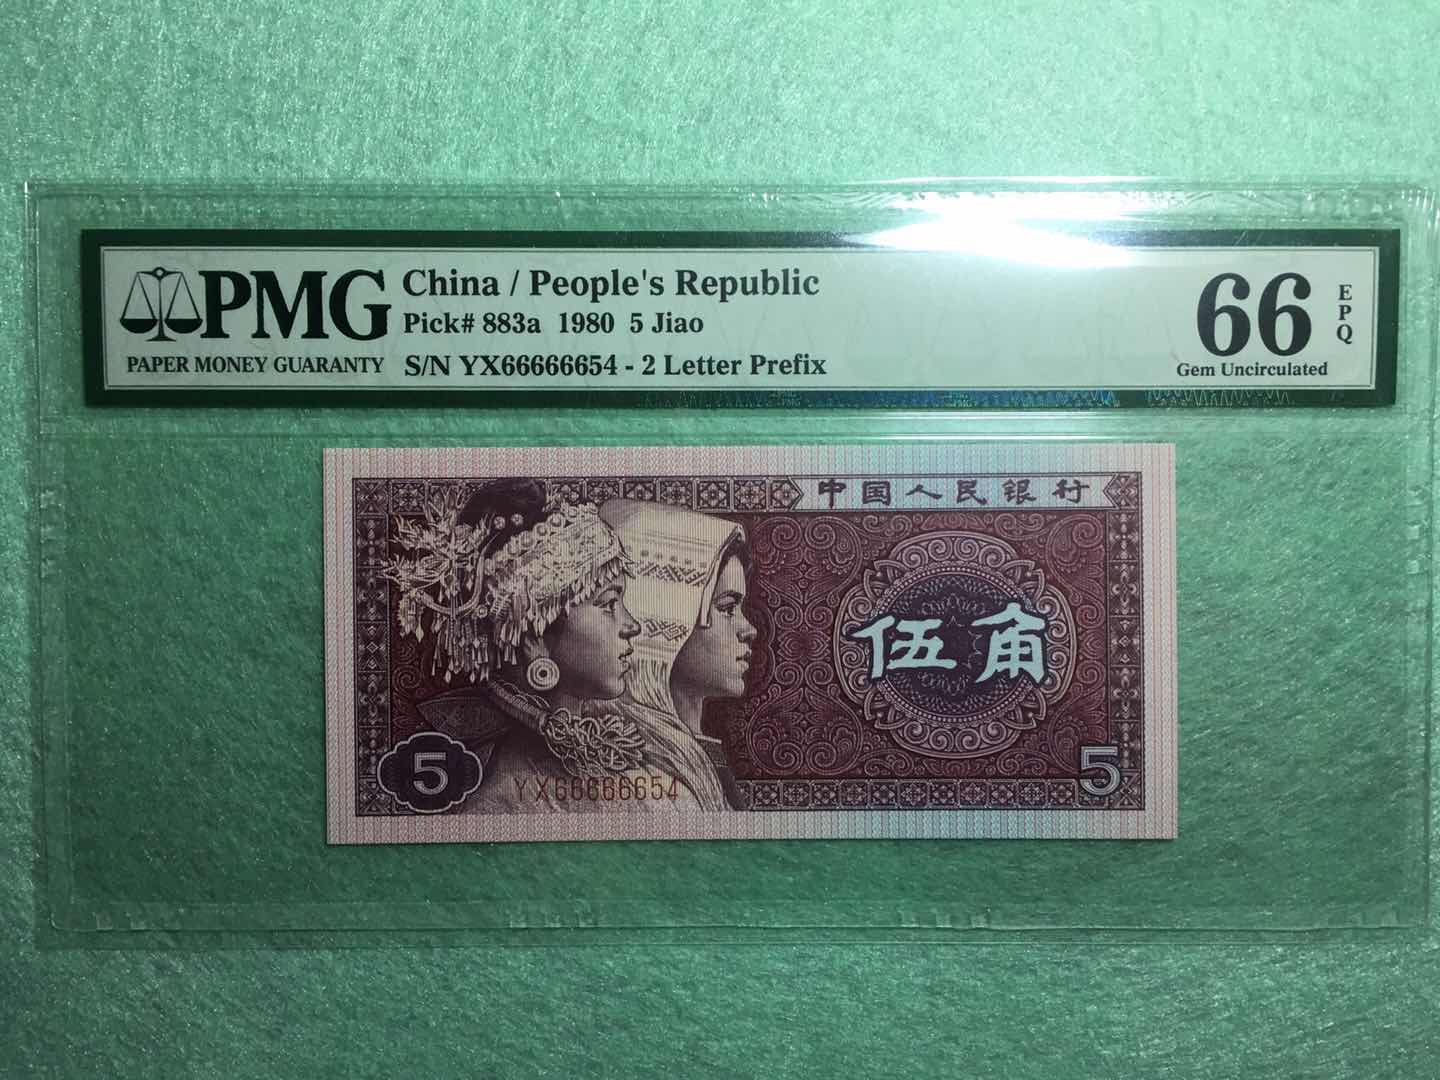 PMG
PAPER MONEY GUARANTY
China / People's Republic
Pick# 883a 1980 5 Jiao
S/N YX66666654 - 2 Letter Prefix
66
EPQ
Gem Uncirculated
中国人民银行
伍角
5
YX66666654
5